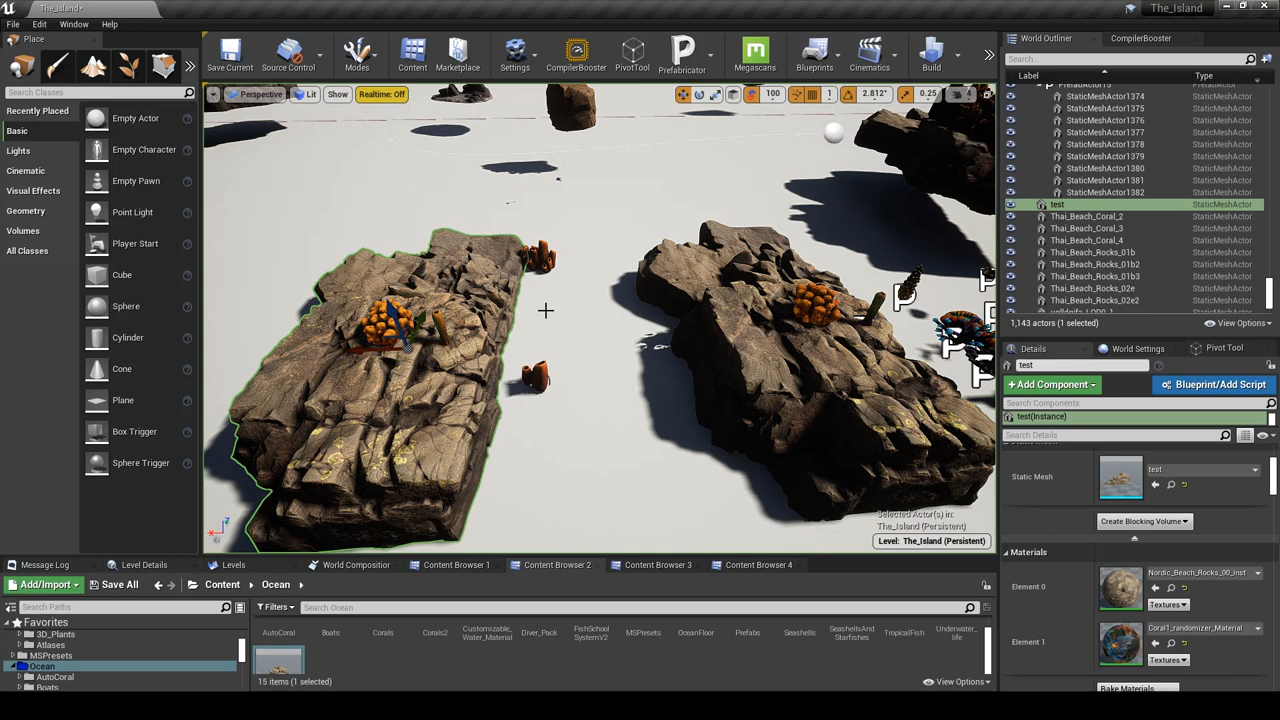 The_Island*
The_Island
File
Edit
Window
Help
Place
Search Classes
Recently Placed
Basic
Lights
Cinematic
Visual Effects
Geometry
Volumes
All Classes
Empty Actor
Empty Character
Empty Pawn
Point Light
Player Start
Cube
Sphere
Cylinder
Cone
Plane
Box Trigger
Sphere Trigger
Save Current
Source Control
Modes
Content
Marketplace
Settings
CompilerBooster
PivotTool
Prefabricator
Megascans
Blueprints
Cinematics
Build
Perspective
Lit
Show
Realtime: Off
100
1
2.812°
0.25
4
P
P
P
P
P
Selected Actor(s) in:
The_Island (Persistent)
Level: The_Island (Persistent)
World Outliner
CompilerBooster
Search...
Label
Type
StaticMeshActor1374 StaticMeshActor
StaticMeshActor1375 StaticMeshActor
StaticMeshActor1376 StaticMeshActor
StaticMeshActor1377 StaticMeshActor
StaticMeshActor1378 StaticMeshActor
StaticMeshActor1379 StaticMeshActor
StaticMeshActor1380 StaticMeshActor
StaticMeshActor1381 StaticMeshActor
StaticMeshActor1382 StaticMeshActor
test StaticMeshActor
Thai_Beach_Coral_2 StaticMeshActor
Thai_Beach_Coral_3 StaticMeshActor
Thai_Beach_Coral_4 StaticMeshActor
Thai_Beach_Rocks_01b StaticMeshActor
Thai_Beach_Rocks_01b2 StaticMeshActor
Thai_Beach_Rocks_01b3 StaticMeshActor
Thai_Beach_Rocks_02e StaticMeshActor
Thai_Beach_Rocks_02e2 StaticMeshActor
1,143 actors (1 selected)
View Options
Details
World Settings
Pivot Tool
test
+Add Component
Blueprint/Add Script
Search Components
test(Instance)
Search Details
Static Mesh
test
Create Blocking Volume
Materials
Element 0
Nordic_Beach_Rocks_00_inst
Textures
Element 1
Coral1_randomizer_Material
Textures
Bake Materials
Message Log
Level Details
Levels
World Compositior
Content Browser 1
Content Browser 2
Content Browser 3
Content Browser 4
Add/Import
Save All
Content
Ocean
Search Paths
Filters
Search Ocean
Favorites
3D_Plants
Atlases
MSPresets
Ocean
AutoCoral
Boats
AutoCoral
Boats
Corals
Corals2
Customizable_
Water_Material
Diver_Pack
FishSchool
SystemV2
MSPresets
OceanFloor
Prefabs
Seashells
SeashellsAnd
Starfishes
TropicalFish
Underwater_
life
15 items (1 selected)
View Options